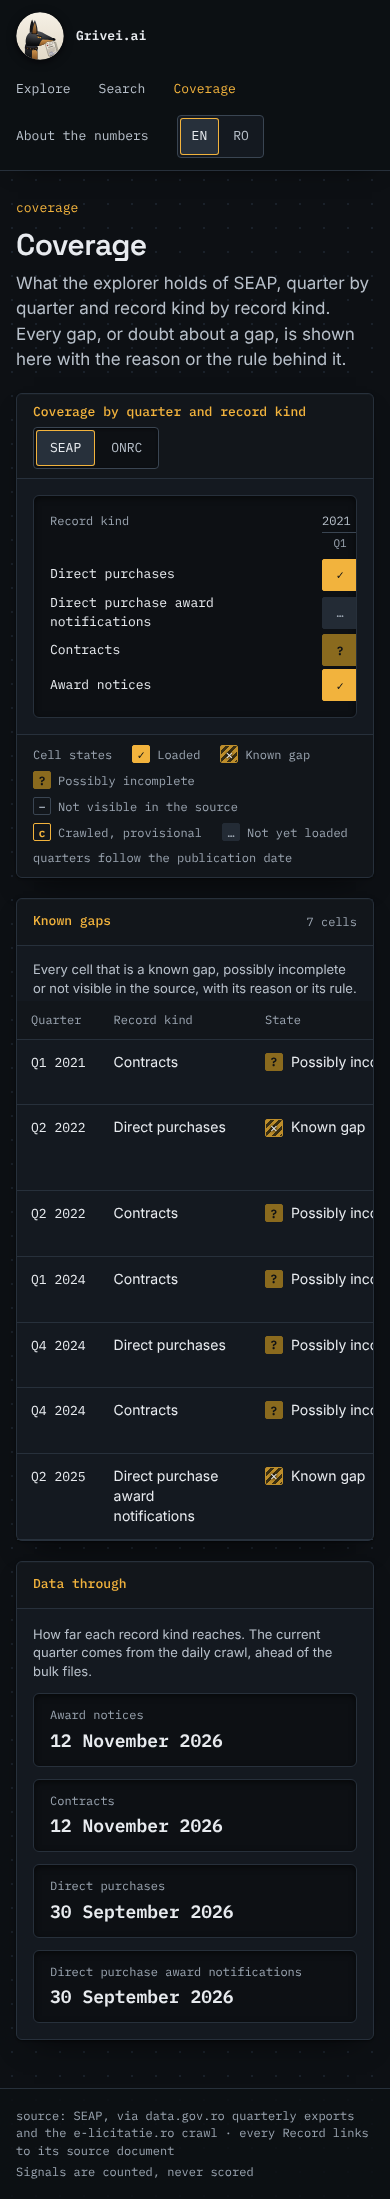 Grivei.ai
Explore Search Coverage
About the numbers EN RO
coverage
Coverage
What the explorer holds of SEAP, quarter by
quarter and record kind by record kind.
Every gap, or doubt about a gap, is shown
here with the reason or the rule behind it.
Coverage by quarter and record kind
SEAP ONRC
Record kind 2021
Q1
Direct purchases ✓
Direct purchase award
notifications …
Contracts ?
Award notices ✓
Cell states ✓ Loaded × Known gap
? Possibly incomplete
– Not visible in the source
c Crawled, provisional … Not yet loaded
quarters follow the publication date
Known gaps 7 cells
Every cell that is a known gap, possibly incomplete
or not visible in the source, with its reason or its rule.
Quarter Record kind State
Q1 2021 Contracts ? Possibly inco
Q2 2022 Direct purchases × Known gap
Q2 2022 Contracts ? Possibly inco
Q1 2024 Contracts ? Possibly inco
Q4 2024 Direct purchases ? Possibly inco
Q4 2024 Contracts ? Possibly inco
Q2 2025 Direct purchase × Known gap
award
notifications
Data through
How far each record kind reaches. The current
quarter comes from the daily crawl, ahead of the
bulk files.
Award notices
12 November 2026
Contracts
12 November 2026
Direct purchases
30 September 2026
Direct purchase award notifications
30 September 2026
source: SEAP, via data.gov.ro quarterly exports
and the e-licitatie.ro crawl · every Record links
to its source document
Signals are counted, never scored